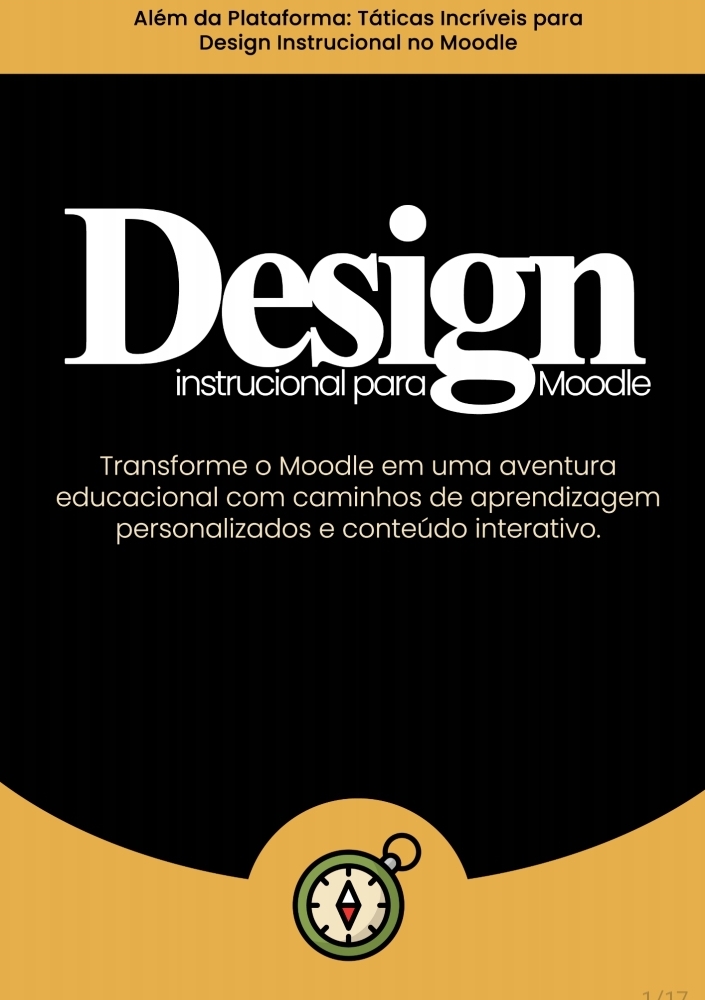 Além da Plataforma: Táticas Incríveis para
Design Instrucional no Moodle
Design
instrucional para Moodle
Transforme o Moodle em uma aventura
educacional com caminhos de aprendizagem
personalizados e conteúdo interativo.
1/17